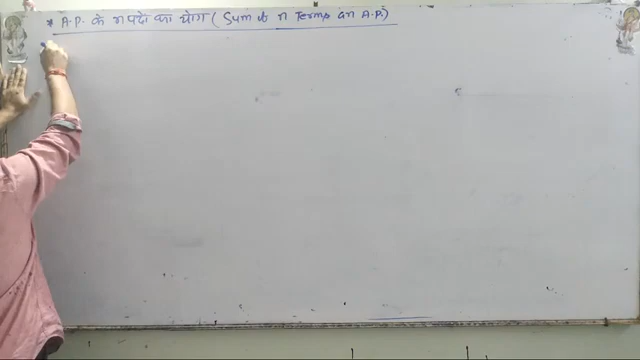 * A.P. के n पदों का योग ( Sum of n Terms an A.P.)